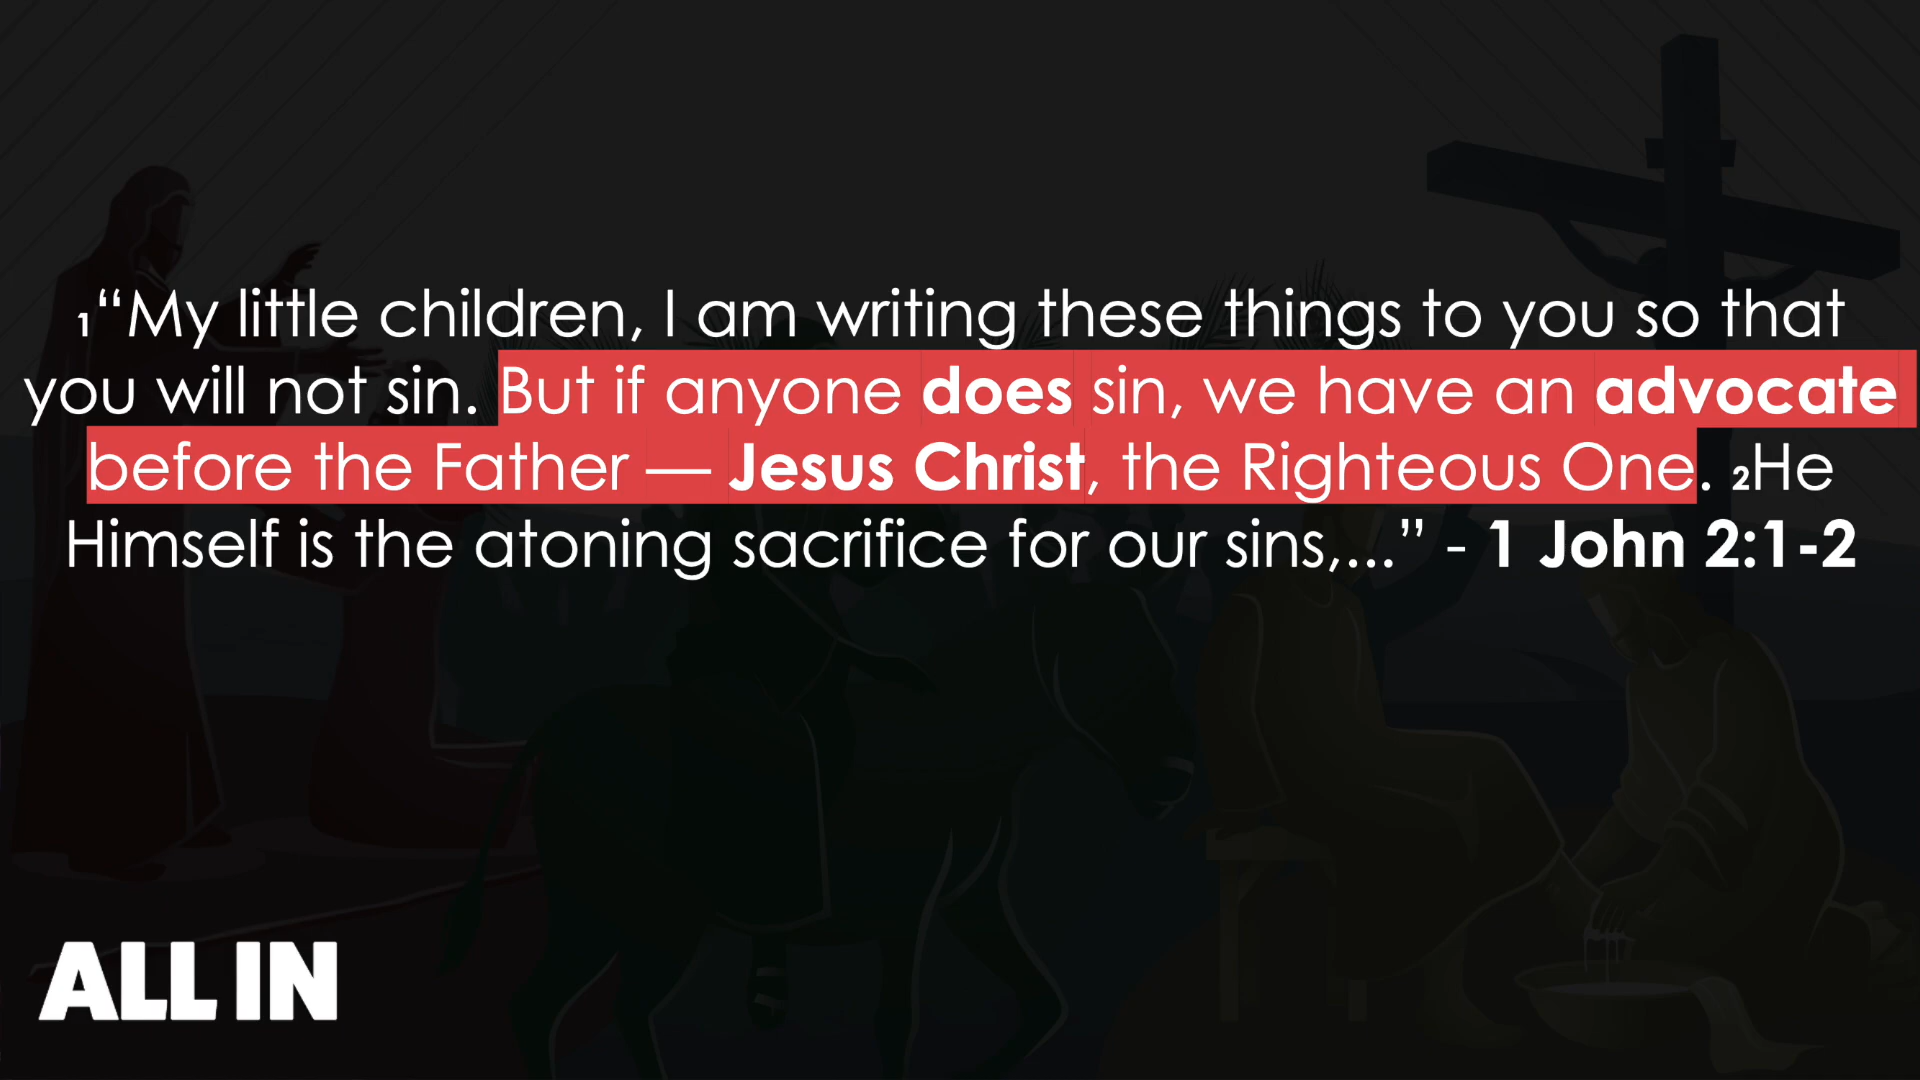 1“My little children, I am writing these things to you so that
you will not sin. But if anyone does sin, we have an advocate
before the Father — Jesus Christ, the Righteous One. 2He
Himself is the atoning sacrifice for our sins,...” - 1 John 2:1-2
ALL IN